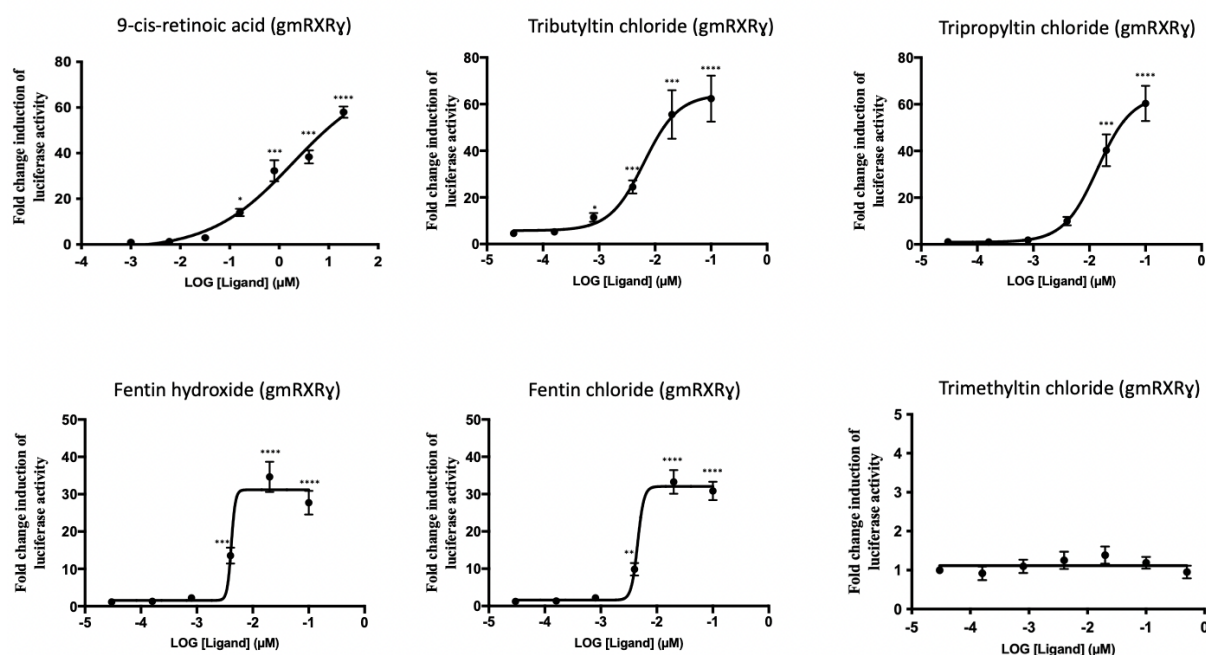 9-cis-retinoic acid (gmRXRɣ)
Fold change induction of
luciferase activity
80
60
40
20
0
*
***
***
****
-4 -3 -2 -1 0 1 2
LOG [Ligand] (µM)
Tributyltin chloride (gmRXRɣ)
Fold change induction of
luciferase activity
80
60
40
20
0
*
***
***
****
-5 -4 -3 -2 -1 0
LOG [Ligand] (µM)
Tripropyltin chloride (gmRXRɣ)
Fold change induction of
luciferase activity
80
60
40
20
0
***
****
-5 -4 -3 -2 -1 0
LOG [Ligand] (µM)
Fentin hydroxide (gmRXRɣ)
Fold change induction of
luciferase activity
50
40
30
20
10
0
***
****
****
-5 -4 -3 -2 -1 0
LOG [Ligand] (µM)
Fentin chloride (gmRXRɣ)
Fold change induction of
luciferase activity
50
40
30
20
10
0
**
****
****
-5 -4 -3 -2 -1 0
LOG [Ligand] (µM)
Trimethyltin chloride (gmRXRɣ)
Fold change induction of
luciferase activity
5
4
3
2
1
0
-5 -4 -3 -2 -1 0
LOG [Ligand] (µM)